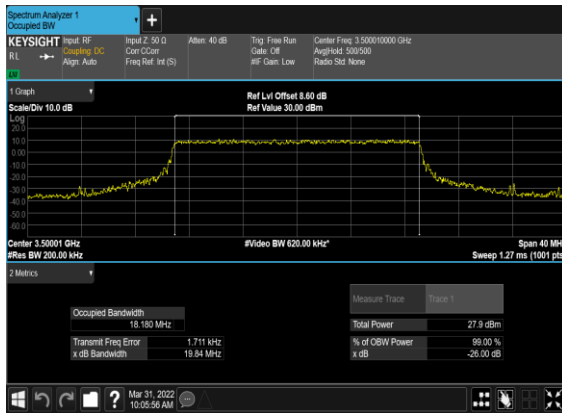 Spectrum Analyzer 1
Occupied BW
KEYSIGHT
RL
Input: RF
Coupling: DC
Align: Auto
Input Z: 50 Ω
Corr CCorr
Freq Ref: Int (S)
Atten: 40 dB
Trig: Free Run
Gate: Off
#IF Gain: Low
Center Freq: 3.500010000 GHz
Avg|Hold: 500/500
Radio Std: None
1 Graph
Scale/Div 10.0 dB
Ref Lvl Offset 8.60 dB
Ref Value 30.00 dBm
Log
20.0
10.0
0.00
-10.0
-20.0
-30.0
-40.0
-50.0
-60.0
Center 3.50001 GHz
#Res BW 200.00 kHz
#Video BW 620.00 kHz*
Span 40 MH
Sweep 1.27 ms (1001 pts
2 Metrics
Measure Trace
Trace 1
Occupied Bandwidth
18.180 MHz
Total Power
27.9 dBm
Transmit Freq Error
1.711 kHz
% of OBW Power
99.00 %
x dB Bandwidth
19.84 MHz
x dB
-26.00 dB
?
Mar 31, 2022
10:05:56 AM